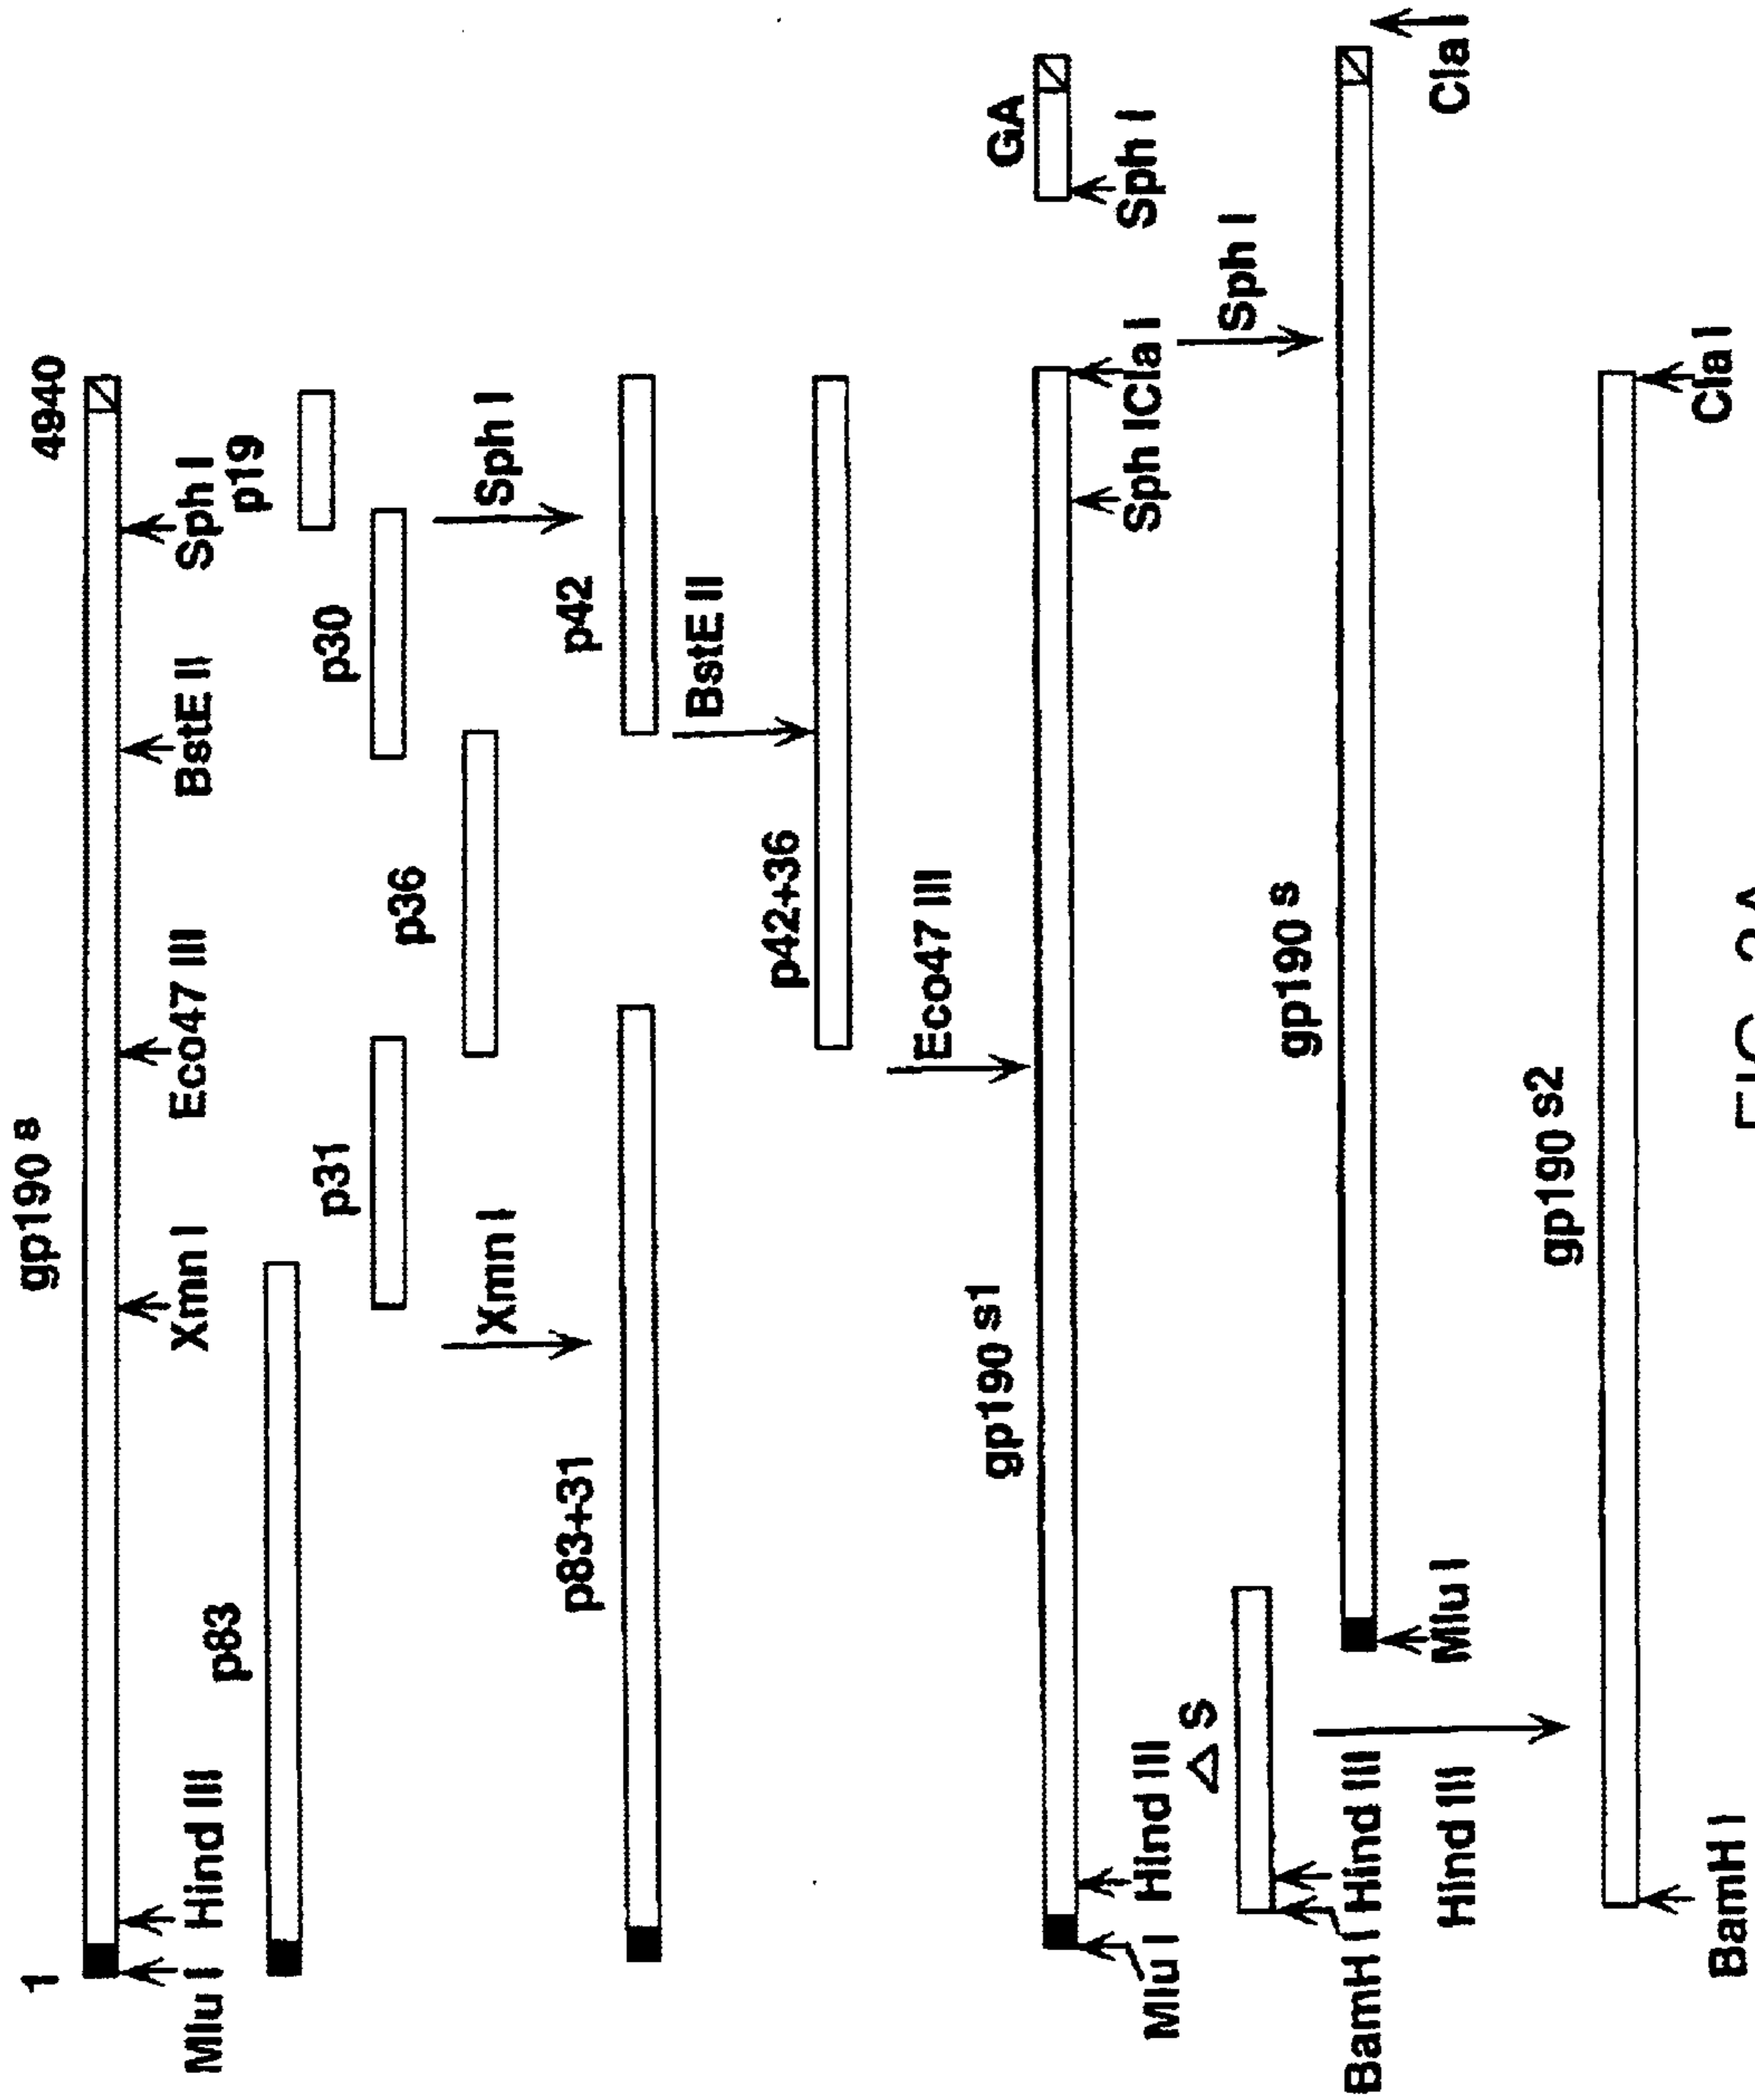 gp190 s
1
4940
Mlu I
Hind III
Xmn I
Eco47 III
BstE II
Sph I
p83
p19
p31
p30
p36
Xmn I
Sph I
p83+31
p42
BstE II
p42+36
Eco47 III
gp190 s1
GA
Mlu I
Hind III
Sph I
Cla I
Sph I
△S
Sph I
BamH I
Hind III
gp190 s
Hind III
Mlu I
Cla I
gp190 s2
BamH I
Cla I